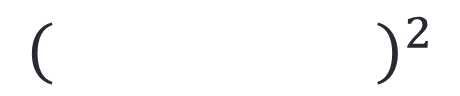 (                    )²